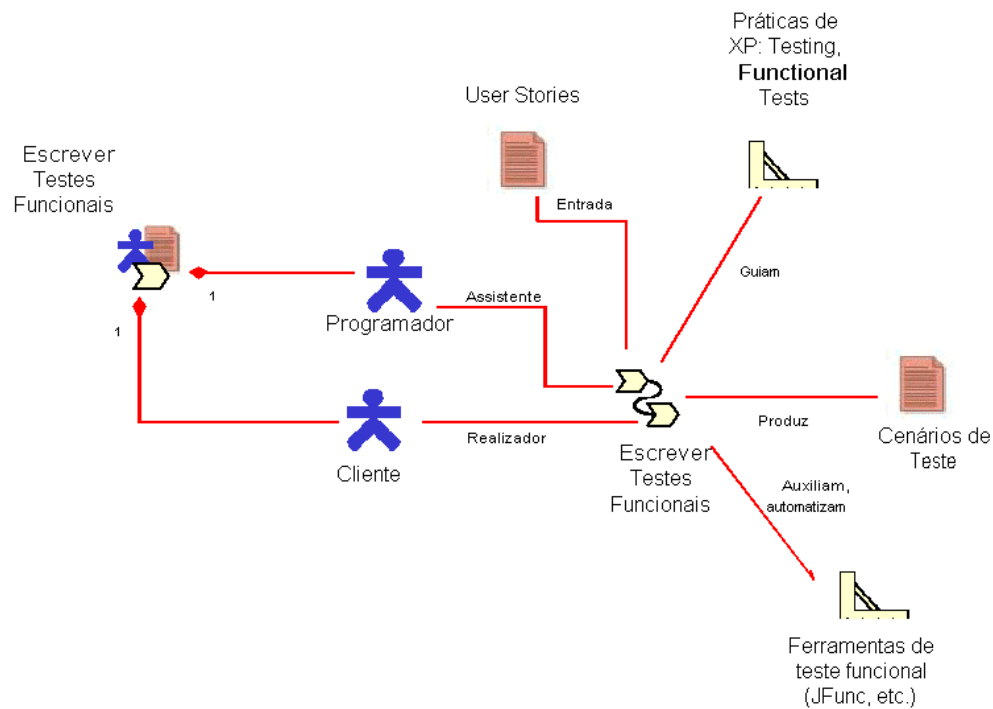 Práticas de
XP: Testing,
Functional
Tests
User Stories
Escrever
Testes
Funcionais
Entrada
Guiam
1
Assistente
Programador
1
Realizador
Cliente
Produz
Cenários de
Teste
Escrever
Testes
Funcionais
Auxiliam,
automatizam
Ferramentas de
teste funcional
(JFunc, etc.)